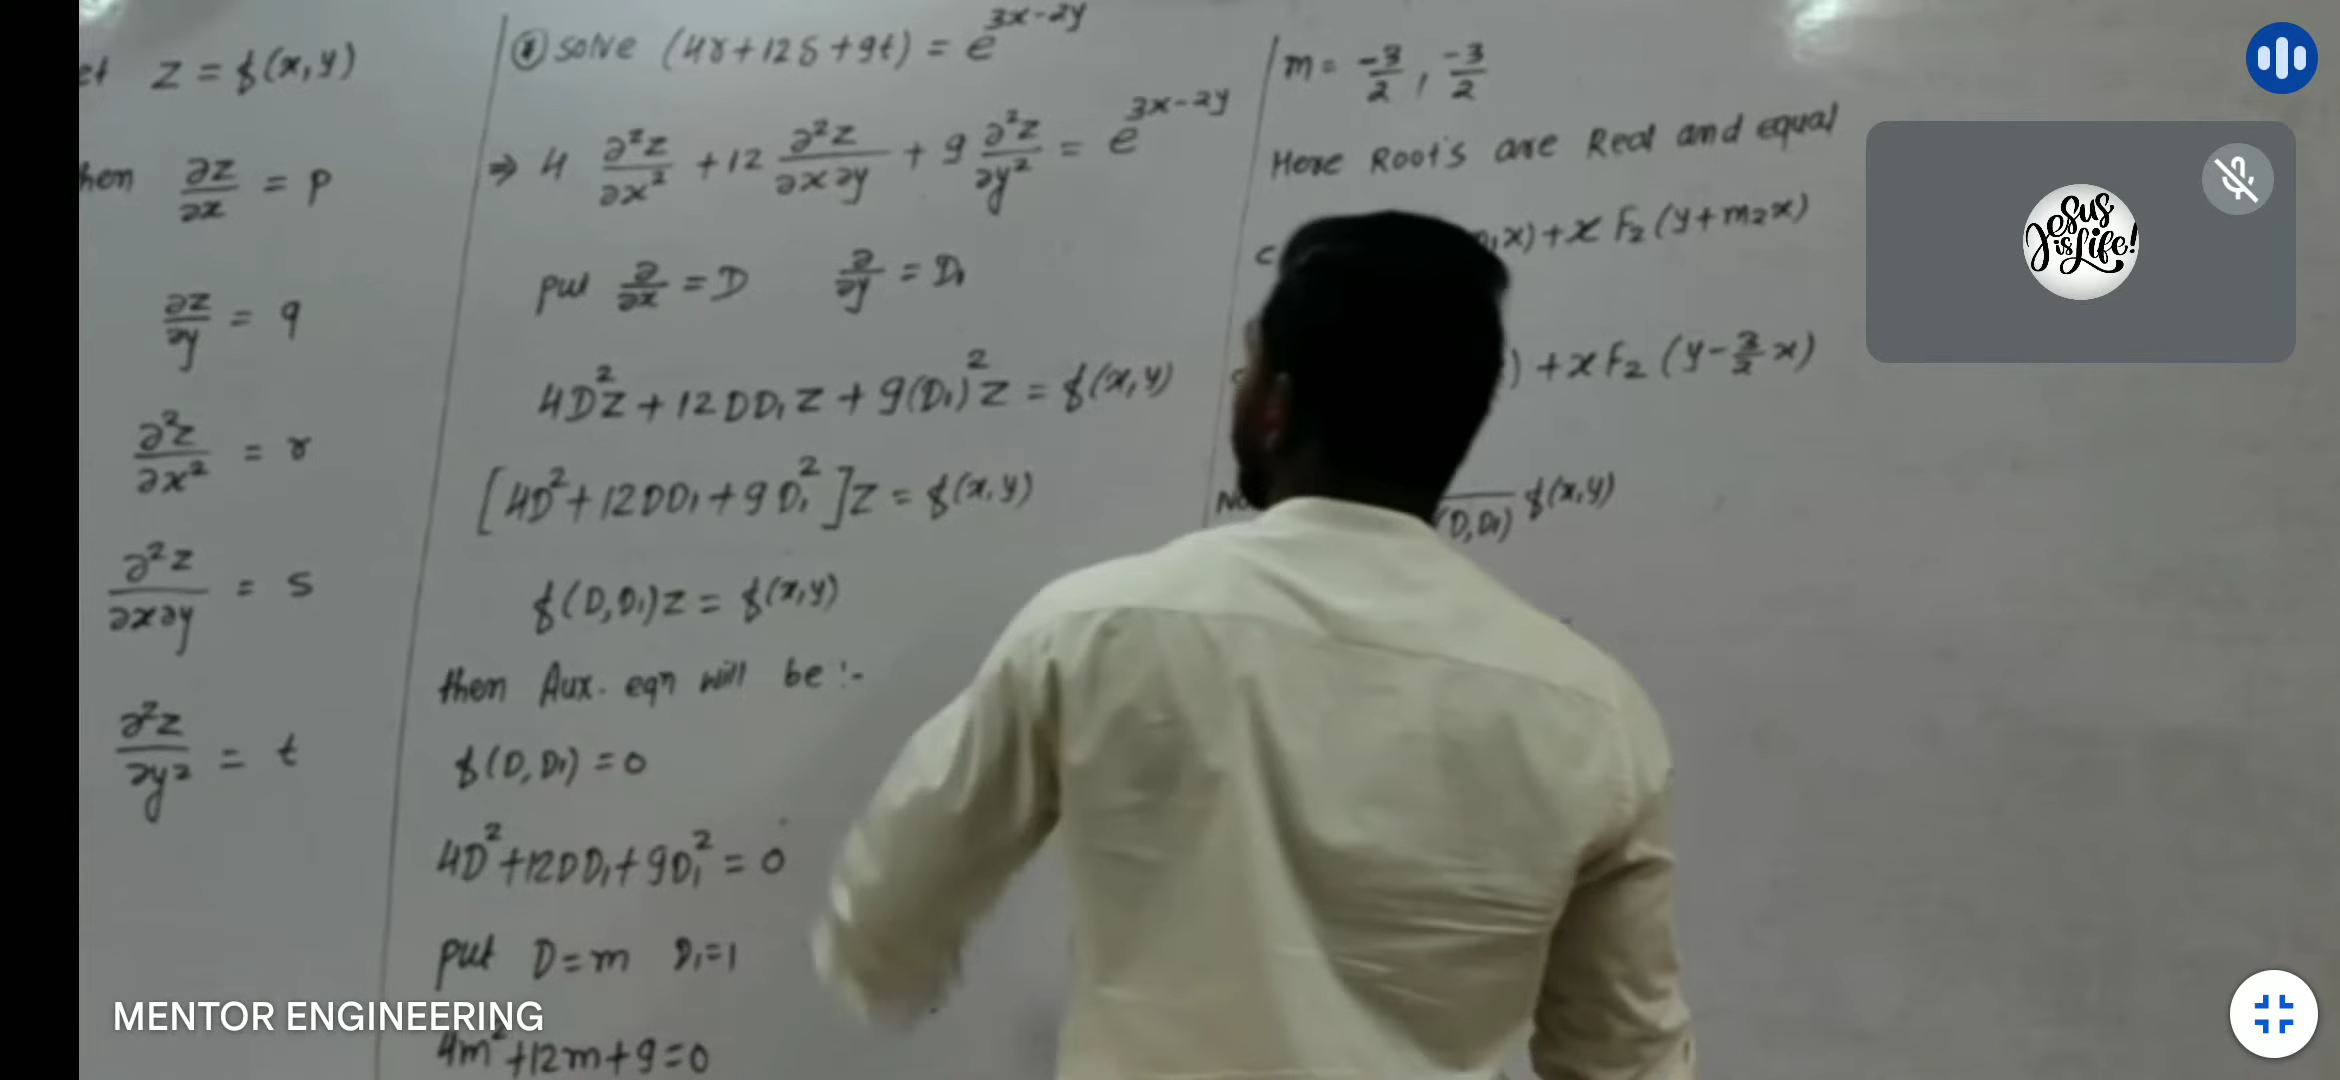 et z = f(x,y)
hen ∂z/∂x = p
∂z/∂y = q
∂²z/∂x² = r
∂²z/∂x∂y = s
∂²z/∂y² = t
① solve (4r+12s+9t) = e^{3x-2y}
⇒ 4 ∂²z/∂x² + 12 ∂²z/∂x∂y + 9 ∂²z/∂y² = e^{3x-2y}
put ∂/∂x = D ∂/∂y = D₁
4D²z + 12DD₁z + 9(D₁)²z = f(x,y)
[4D²+12DD₁+9D₁²]z = f(x,y)
f(D,D₁)z = f(x,y)
then Aux. eqn will be :-
f(D,D₁) = 0
4D²+12DD₁+9D₁² = 0
put D=m D₁=1
4m²+12m+9=0
m = -3/2, -3/2
Here Roots are Real and equal
x) + x F₂(y+m₂x)
) + x F₂ (y-3/2 x)
(D,D₁) f(x,y)
Jesus is Life!
MENTOR ENGINEERING